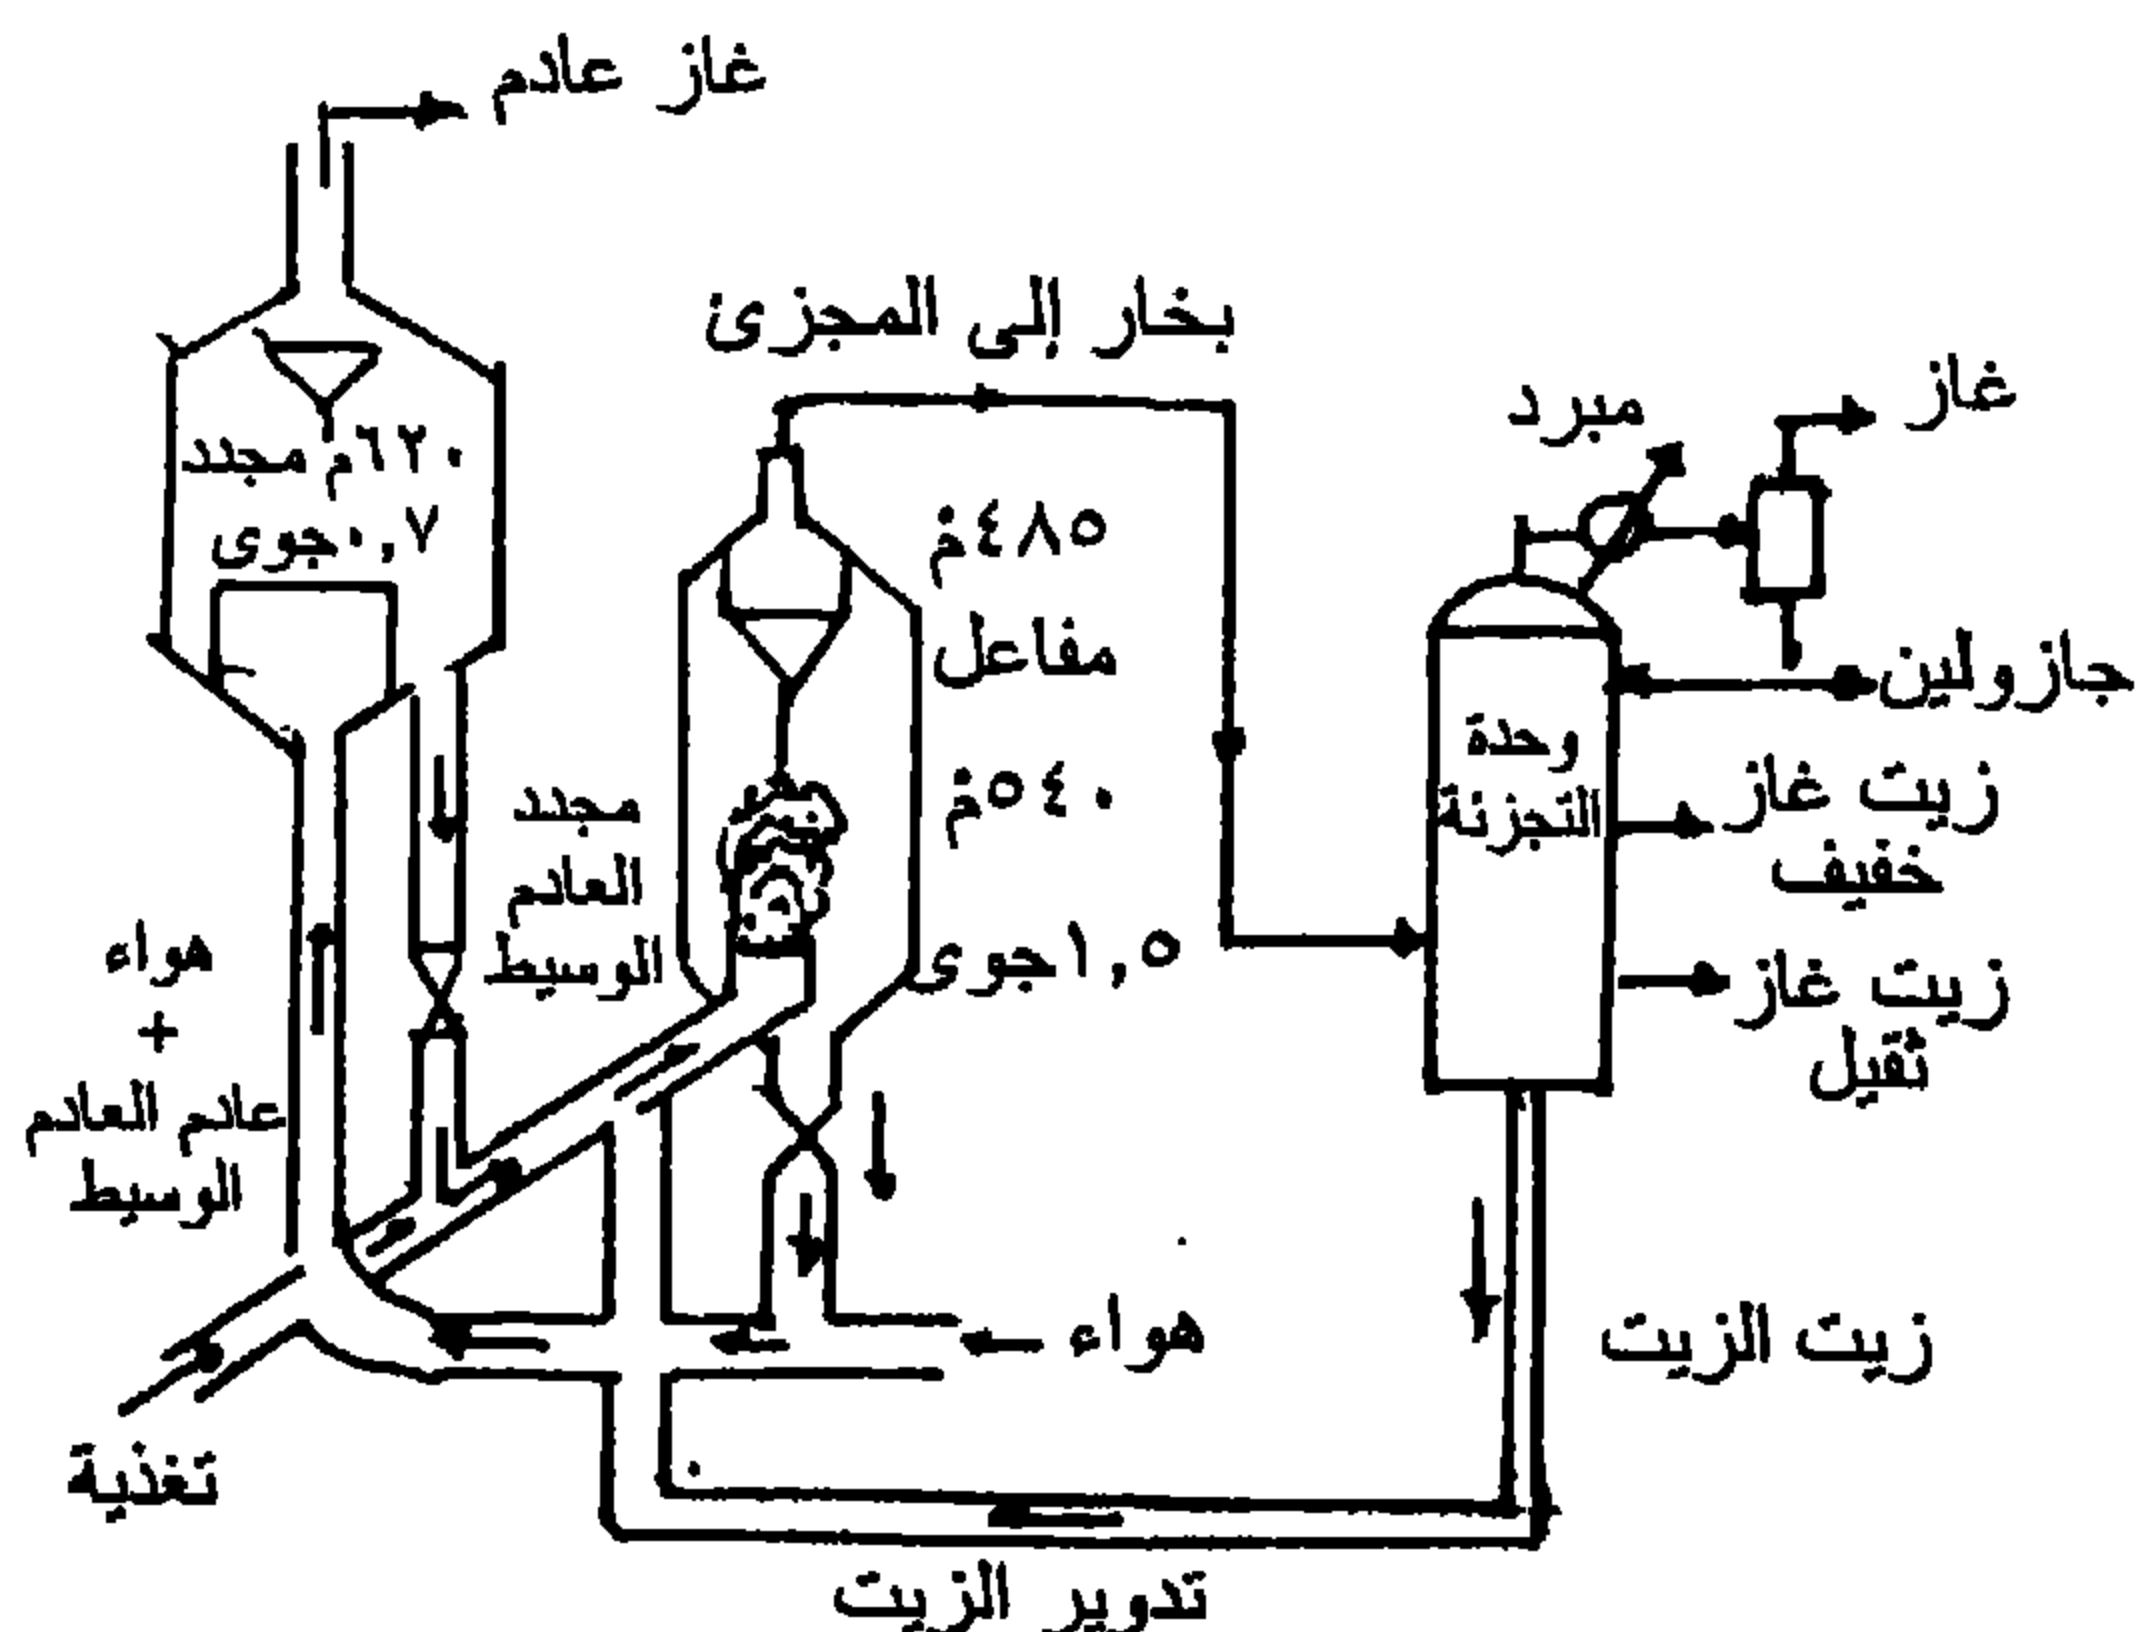 غاز عادم
بخار إلى المجزئ
٦٢٠م مجدد
٠,٧جوى
٤٨٥م
مفاعل
٥٤٠م
١,٥جوى
مجدد
العادم
الوسيط
هواء
+
عادم العادم
الوسيط
تغذية
هواء
تدوير الزيت
زيت الزيت
مبرد
غاز
جازولين
وحدة
التجزئة
زيت غاز
خفيف
زيت غاز
ثقيل